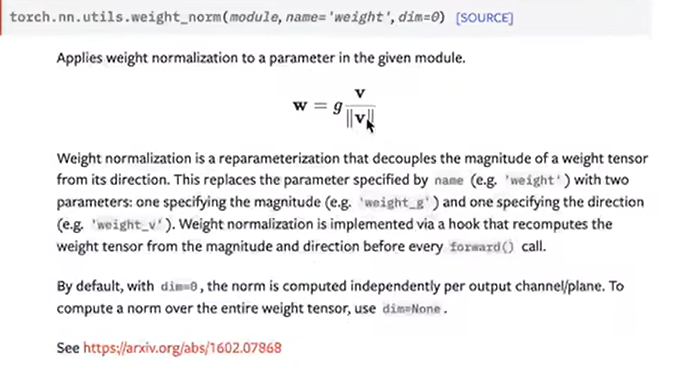 torch.nn.utils.weight_norm(module, name='weight', dim=0) [SOURCE]
Applies weight normalization to a parameter in the given module.
w = g v / ‖v‖
Weight normalization is a reparameterization that decouples the magnitude of a weight tensor
from its direction. This replaces the parameter specified by name (e.g. 'weight') with two
parameters: one specifying the magnitude (e.g. 'weight_g') and one specifying the direction
(e.g. 'weight_v'). Weight normalization is implemented via a hook that recomputes the
weight tensor from the magnitude and direction before every forward() call.
By default, with dim=0, the norm is computed independently per output channel/plane. To
compute a norm over the entire weight tensor, use dim=None.
See https://arxiv.org/abs/1602.07868